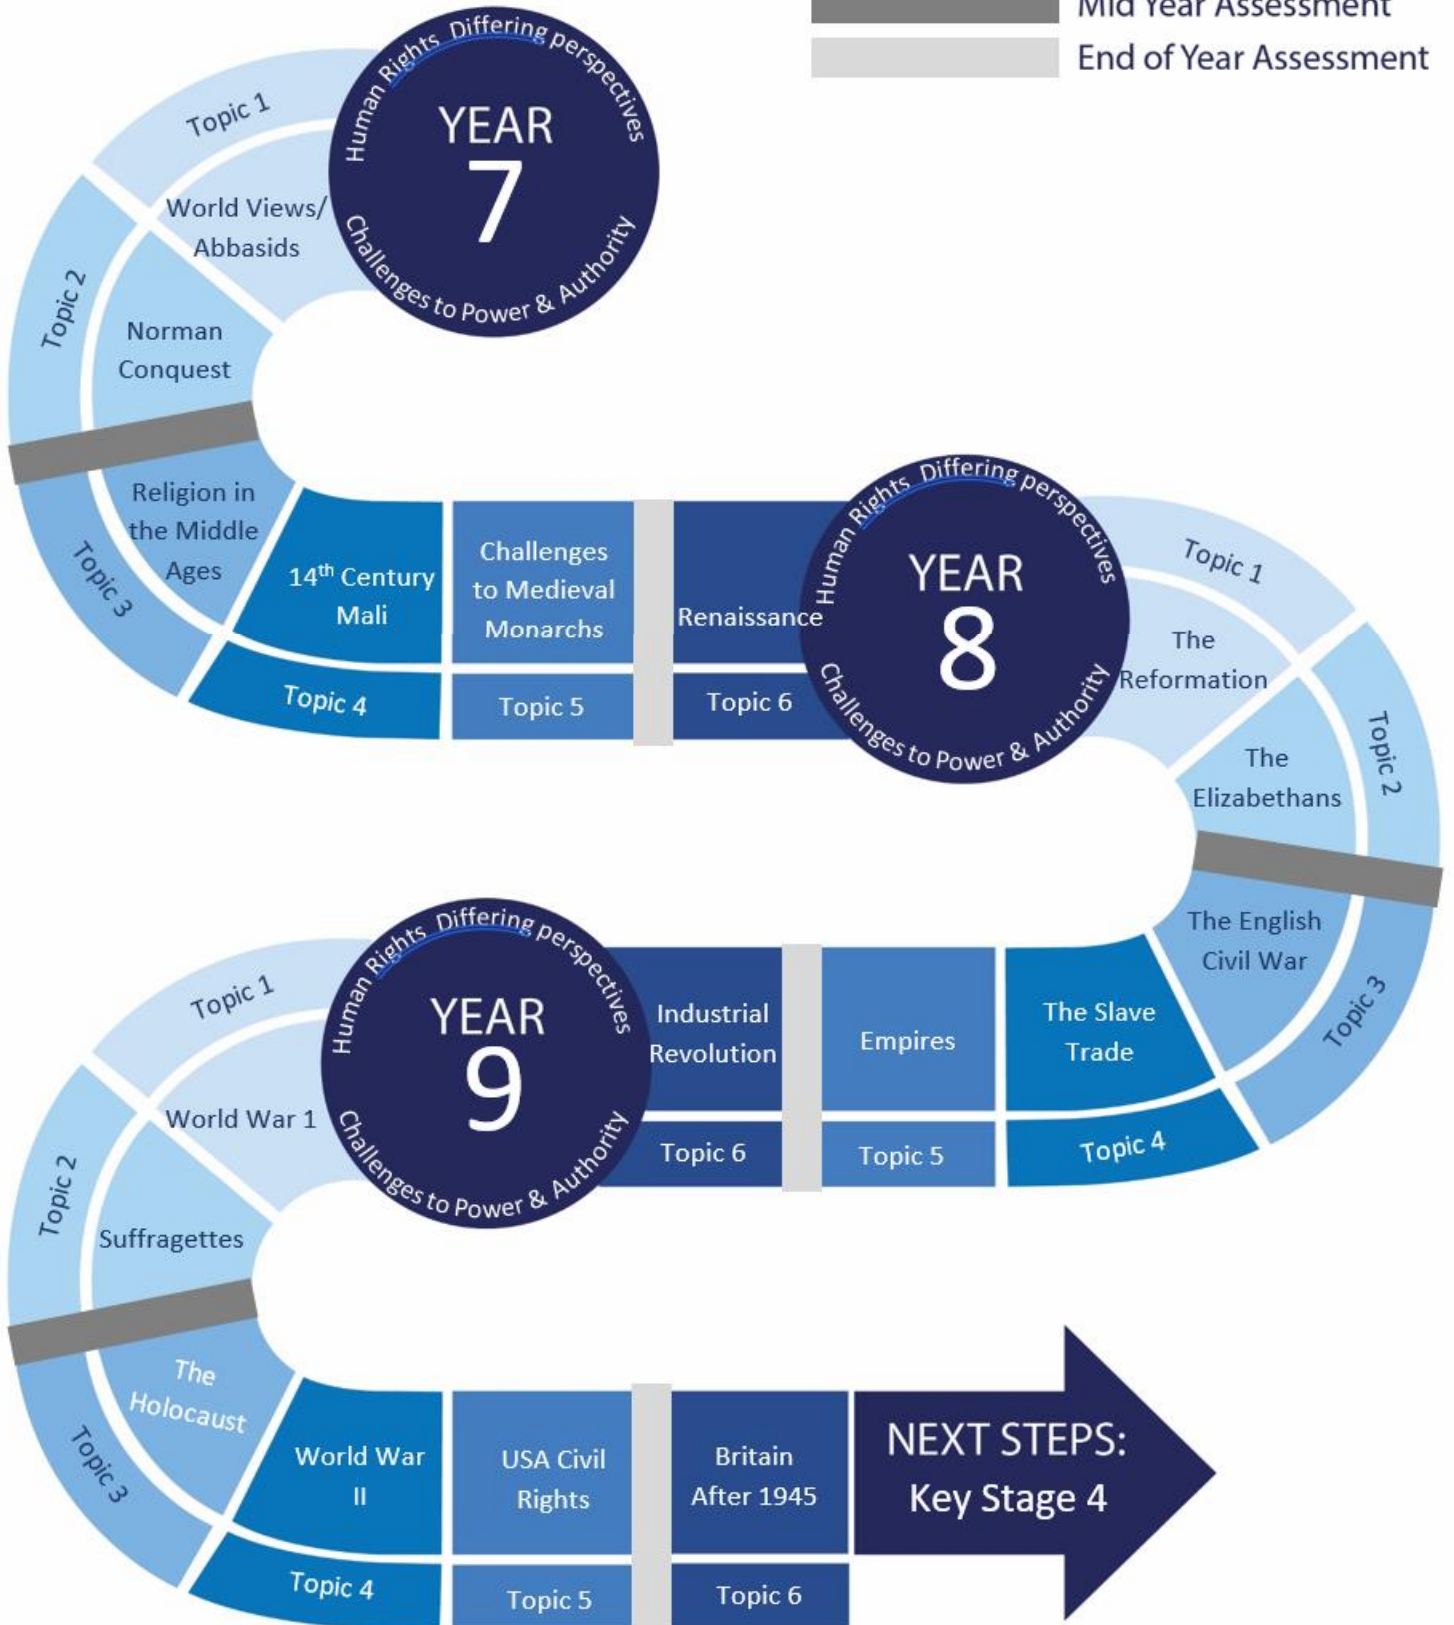 Mid Year Assessment
End of Year Assessment
Human Rights Differing perspectives
YEAR
7
Challenges to Power & Authority
Topic 1
World Views/
Abbasids
Topic 2
Norman
Conquest
Topic 3
Religion in
the Middle
Ages
14th Century
Mali
Topic 4
Challenges
to Medieval
Monarchs
Topic 5
Renaissance
Topic 6
Human Rights Differing perspectives
YEAR
8
Challenges to Power & Authority
Topic 1
The
Reformation
Topic 2
The
Elizabethans
The English
Civil War
Topic 3
The Slave
Trade
Topic 4
Empires
Topic 5
Industrial
Revolution
Topic 6
Human Rights Differing perspectives
YEAR
9
Challenges to Power & Authority
Topic 1
World War 1
Topic 2
Suffragettes
The
Holocaust
Topic 3
World War
II
Topic 4
USA Civil
Rights
Topic 5
Britain
After 1945
Topic 6
NEXT STEPS:
Key Stage 4